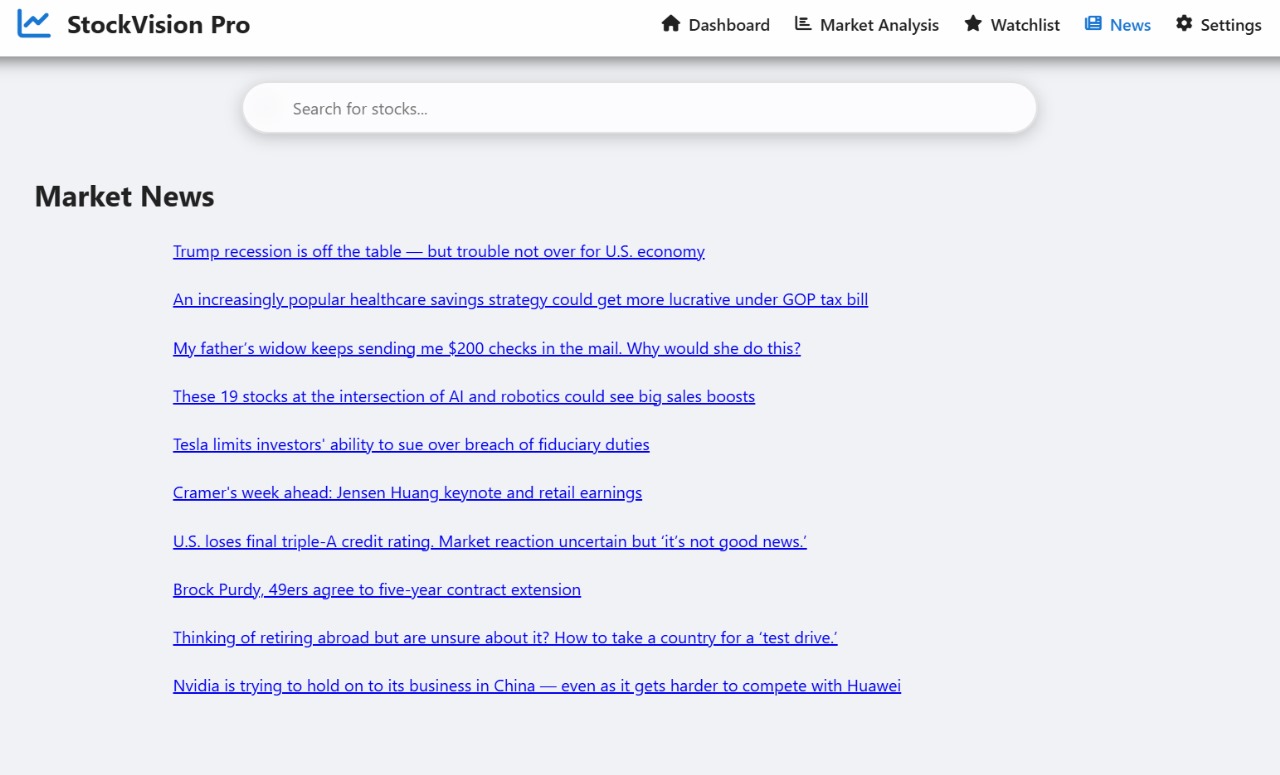 StockVision Pro
Dashboard Market Analysis Watchlist News Settings
Search for stocks...
Market News
Trump recession is off the table — but trouble not over for U.S. economy
An increasingly popular healthcare savings strategy could get more lucrative under GOP tax bill
My father’s widow keeps sending me $200 checks in the mail. Why would she do this?
These 19 stocks at the intersection of AI and robotics could see big sales boosts
Tesla limits investors' ability to sue over breach of fiduciary duties
Cramer's week ahead: Jensen Huang keynote and retail earnings
U.S. loses final triple-A credit rating. Market reaction uncertain but ‘it’s not good news.’
Brock Purdy, 49ers agree to five-year contract extension
Thinking of retiring abroad but are unsure about it? How to take a country for a ‘test drive.’
Nvidia is trying to hold on to its business in China — even as it gets harder to compete with Huawei